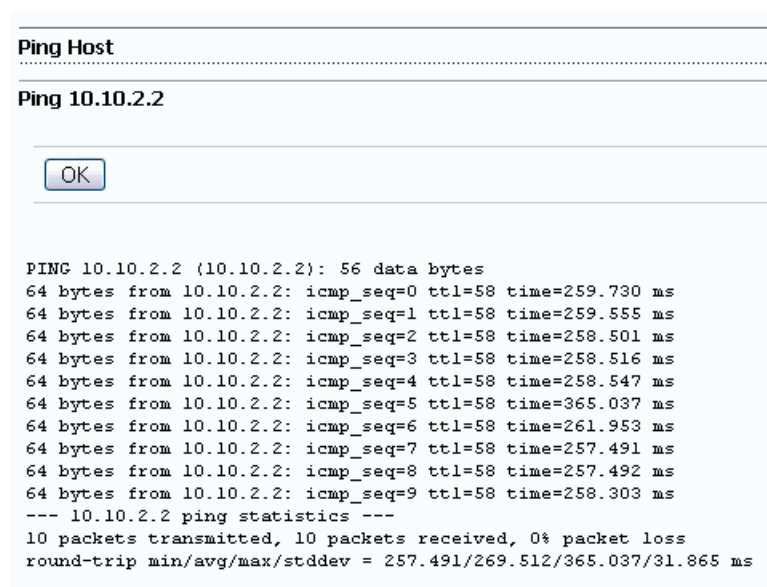 Ping Host
Ping 10.10.2.2
OK
PING 10.10.2.2 (10.10.2.2): 56 data bytes
64 bytes from 10.10.2.2: icmp_seq=0 ttl=58 time=259.730 ms
64 bytes from 10.10.2.2: icmp_seq=1 ttl=58 time=259.555 ms
64 bytes from 10.10.2.2: icmp_seq=2 ttl=58 time=258.501 ms
64 bytes from 10.10.2.2: icmp_seq=3 ttl=58 time=258.516 ms
64 bytes from 10.10.2.2: icmp_seq=4 ttl=58 time=258.547 ms
64 bytes from 10.10.2.2: icmp_seq=5 ttl=58 time=365.037 ms
64 bytes from 10.10.2.2: icmp_seq=6 ttl=58 time=261.953 ms
64 bytes from 10.10.2.2: icmp_seq=7 ttl=58 time=257.491 ms
64 bytes from 10.10.2.2: icmp_seq=8 ttl=58 time=257.492 ms
64 bytes from 10.10.2.2: icmp_seq=9 ttl=58 time=258.303 ms
--- 10.10.2.2 ping statistics ---
10 packets transmitted, 10 packets received, 0% packet loss
round-trip min/avg/max/stddev = 257.491/269.512/365.037/31.865 ms